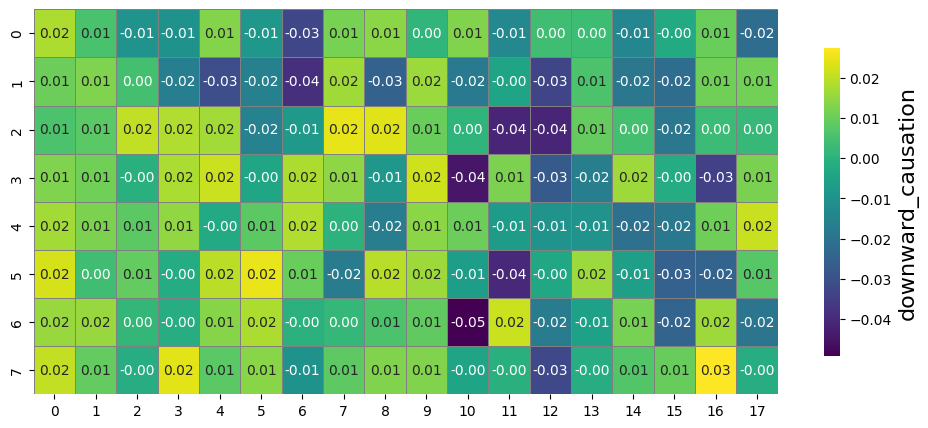 0 0.02 0.01 -0.01 -0.01 0.01 -0.01 -0.03 0.01 0.01 0.00 0.01 -0.01 0.00 0.00 -0.01 -0.00 0.01 -0.02
1 0.01 0.01 0.00 -0.02 -0.03 -0.02 -0.04 0.02 -0.03 0.02 -0.02 -0.00 -0.03 0.01 -0.02 -0.02 0.01 0.01
2 0.01 0.01 0.02 0.02 0.02 -0.02 -0.01 0.02 0.02 0.01 0.00 -0.04 -0.04 0.01 0.00 -0.02 0.00 0.00
3 0.01 0.01 -0.00 0.02 0.02 -0.00 0.02 0.01 -0.01 0.02 -0.04 0.01 -0.03 -0.02 0.02 -0.00 -0.03 0.01
4 0.02 0.01 0.01 0.01 -0.00 0.01 0.02 0.00 -0.02 0.01 0.01 -0.01 -0.01 -0.01 -0.02 -0.02 0.01 0.02
5 0.02 0.00 0.01 -0.00 0.02 0.02 0.01 -0.02 0.02 0.02 -0.01 -0.04 -0.00 0.02 -0.01 -0.03 -0.02 0.01
6 0.02 0.02 0.00 -0.00 0.01 0.02 -0.00 0.00 0.01 0.01 -0.05 0.02 -0.02 -0.01 0.01 -0.02 0.02 -0.02
7 0.02 0.01 -0.00 0.02 0.01 0.01 -0.01 0.01 0.01 0.01 -0.00 -0.00 -0.03 -0.00 0.01 0.01 0.03 -0.00
0 1 2 3 4 5 6 7 8 9 10 11 12 13 14 15 16 17
0.02
0.01
0.00
−0.01
−0.02
−0.03
−0.04
downward_causation